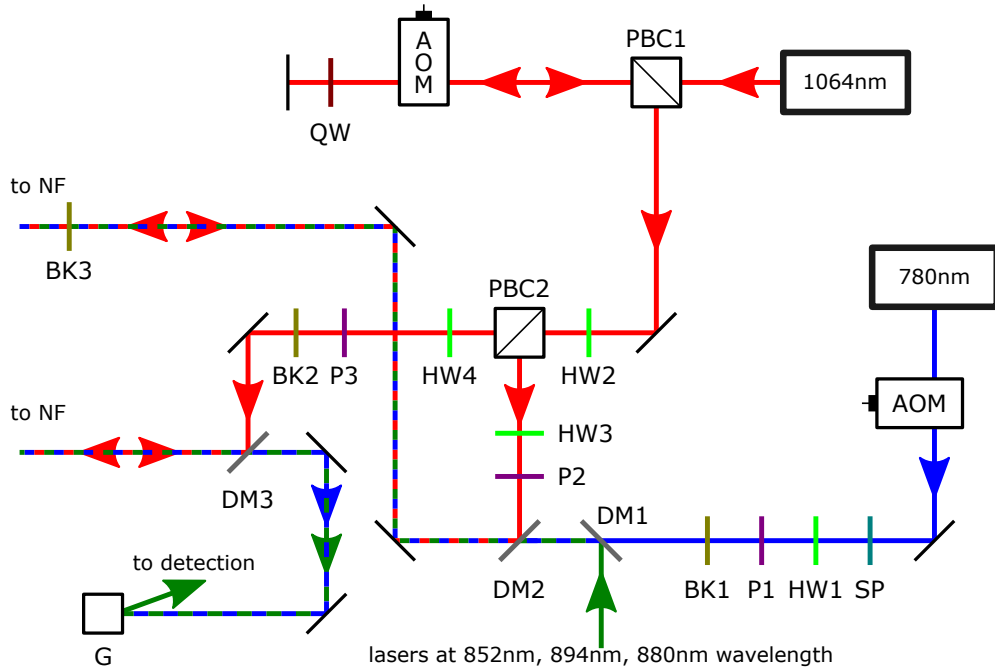 A
O
M
PBC1
1064nm
QW
to NF
BK3
780nm
PBC2
BK2
P3
HW4
HW2
AOM
to NF
HW3
P2
DM3
DM1
to detection
DM2
BK1
P1
HW1
SP
G
lasers at 852nm, 894nm, 880nm wavelength